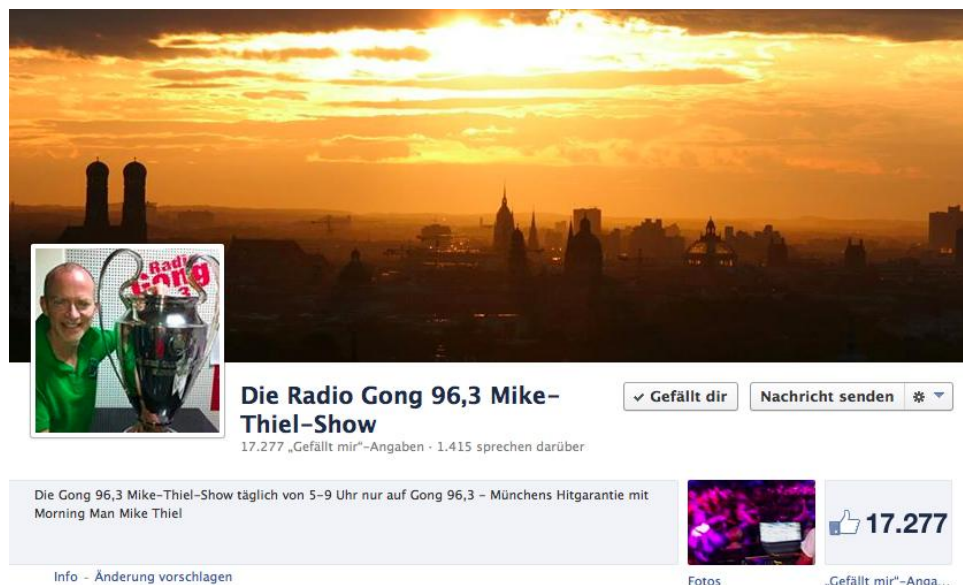 Radio
Gong
Die Radio Gong 96,3 Mike-
Thiel-Show
17.277 „Gefällt mir“-Angaben · 1.415 sprechen darüber
✓ Gefällt dir
Nachricht senden
Die Gong 96,3 Mike-Thiel-Show täglich von 5-9 Uhr nur auf Gong 96,3 – Münchens Hitgarantie mit
Morning Man Mike Thiel
17.277
Info - Änderung vorschlagen
Fotos
„Gefällt mir“-Anga...